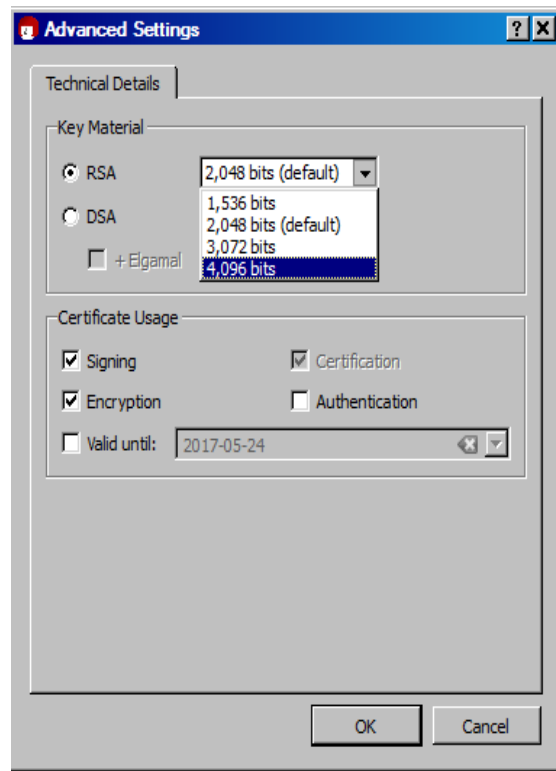 Advanced Settings
Technical Details
Key Material
RSA
2,048 bits (default)
1,536 bits
2,048 bits (default)
3,072 bits
4,096 bits
DSA
+ Elgamal
Certificate Usage
Signing
Certification
Encryption
Authentication
Valid until:
2017-05-24
OK
Cancel